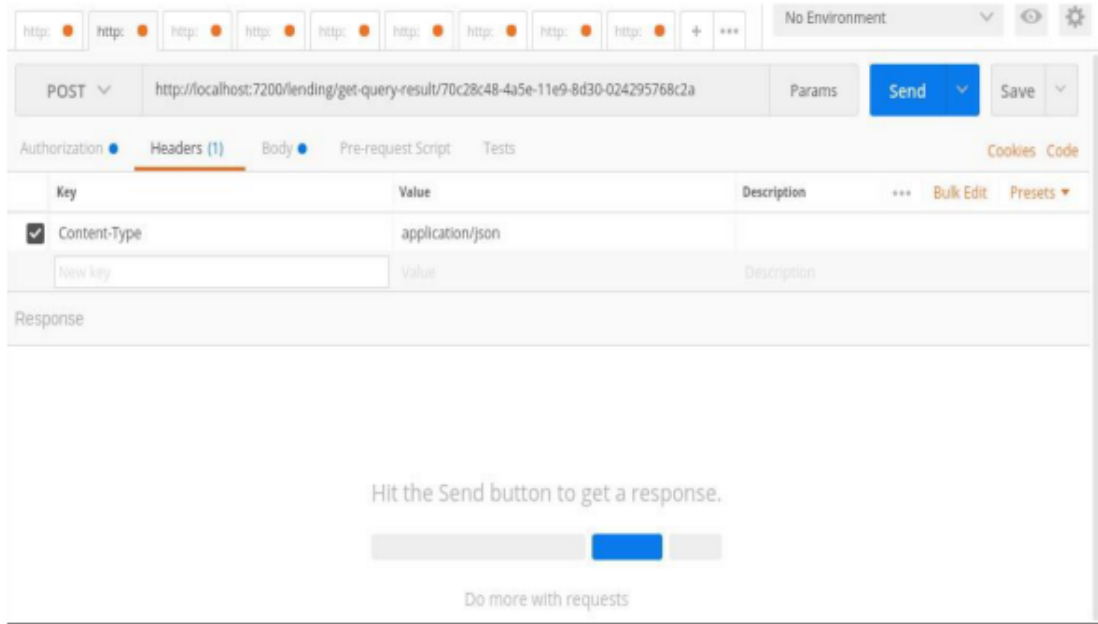 http: http: http: http: http: http: http: http: http: + ••• No Environment
POST http://localhost:7200/lending/get-query-result/70c28c48-4a5e-11e9-8d30-024295768c2a Params Send Save
Authorization Headers (1) Body Pre-request Script Tests Cookies Code
Key Value Description ••• Bulk Edit Presets
Content-Type application/json
New key Value Description
Response
Hit the Send button to get a response.
Do more with requests